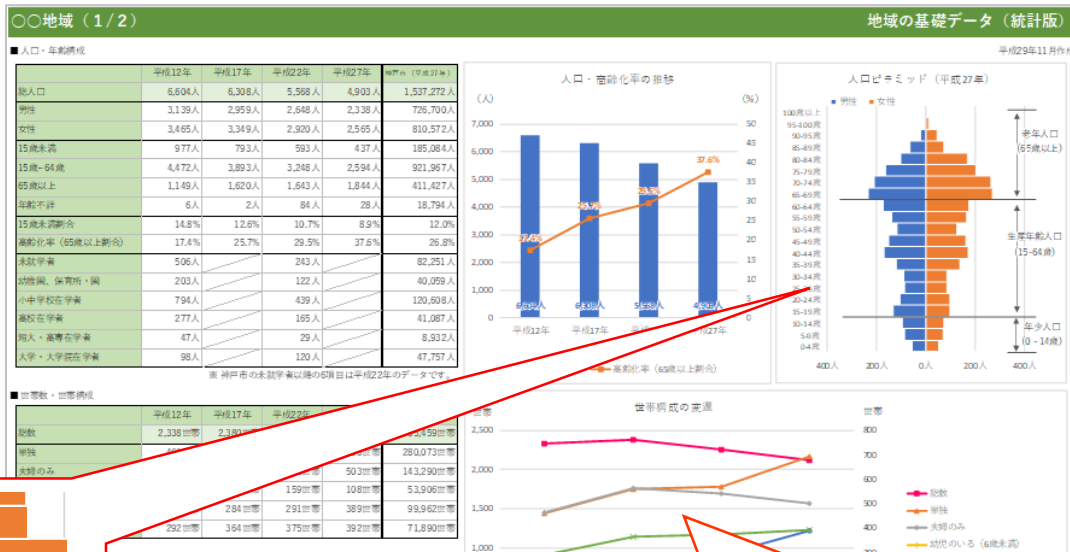 ○○地域（１/２）
地域の基礎データ（統計版）
■ 人口・年齢構成
平成29年11月作成
平成12年 平成17年 平成22年 平成27年 神戸市（平成27年）
総人口 6,604人 6,308人 5,568人 4,903人 1,537,272人
男性 3,139人 2,959人 2,648人 2,338人 726,700人
女性 3,465人 3,349人 2,920人 2,565人 810,572人
15歳未満 977人 793人 593人 437人 185,084人
15歳~64歳 4,472人 3,893人 3,248人 2,594人 921,967人
65歳以上 1,149人 1,620人 1,643人 1,844人 411,427人
年齢不詳 6人 2人 84人 28人 18,794人
15歳未満割合 14.8% 12.6% 10.7% 8.9% 12.0%
高齢化率（65歳以上割合） 17.4% 25.7% 29.5% 37.6% 26.8%
未就学者 506人 243人 82,251人
幼稚園、保育所・園 203人 122人 40,059人
小中学校在学者 794人 439人 120,608人
高校在学者 277人 165人 41,087人
短大・高専在学者 47人 29人 8,932人
大学・大学院在学者 98人 120人 47,757人
※ 神戸市の未就学者以降の6項目は平成22年のデータです。
人口・高齢化率の推移
（人） （%）
7,000
6,000
5,000
4,000
3,000
2,000
1,000
0
50
45
40
35
30
25
20
15
10
5
0
17.4%
25.7%
29.5%
37.6%
6,604人 6,308人 5,568人 4,903人
平成12年 平成17年 平成27年
高齢化率（65歳以上割合）
人口ピラミッド（平成27年）
■ 男性 ■ 女性
100歳以上
95-100歳
90-95歳
85-89歳
80-84歳
75-79歳
70-74歳
65-69歳
60-64歳
55-59歳
50-54歳
45-49歳
40-44歳
35-39歳
30-34歳
20-24歳
15-19歳
10-14歳
5-9歳
0-4歳
400人 200人 0人 200人 400人
老年人口
（65歳以上）
生産年齢人口
（15-64歳）
年少人口
（0 - 14歳）
■ 世帯数・世帯構成
平成12年 平成17年 平成22年
総数 2,338世帯 2,380世帯
単独 280,073世帯
夫婦のみ 503世帯 143,290世帯
159世帯 108世帯 53,906世帯
284世帯 291世帯 389世帯 99,962世帯
292世帯 364世帯 375世帯 392世帯 71,890世帯
世帯構成の変遷
世帯 世帯
2,500
2,000
1,500
1,000
800
700
600
500
400
総数
単独
夫婦のみ
幼児のいる（6歳未満）